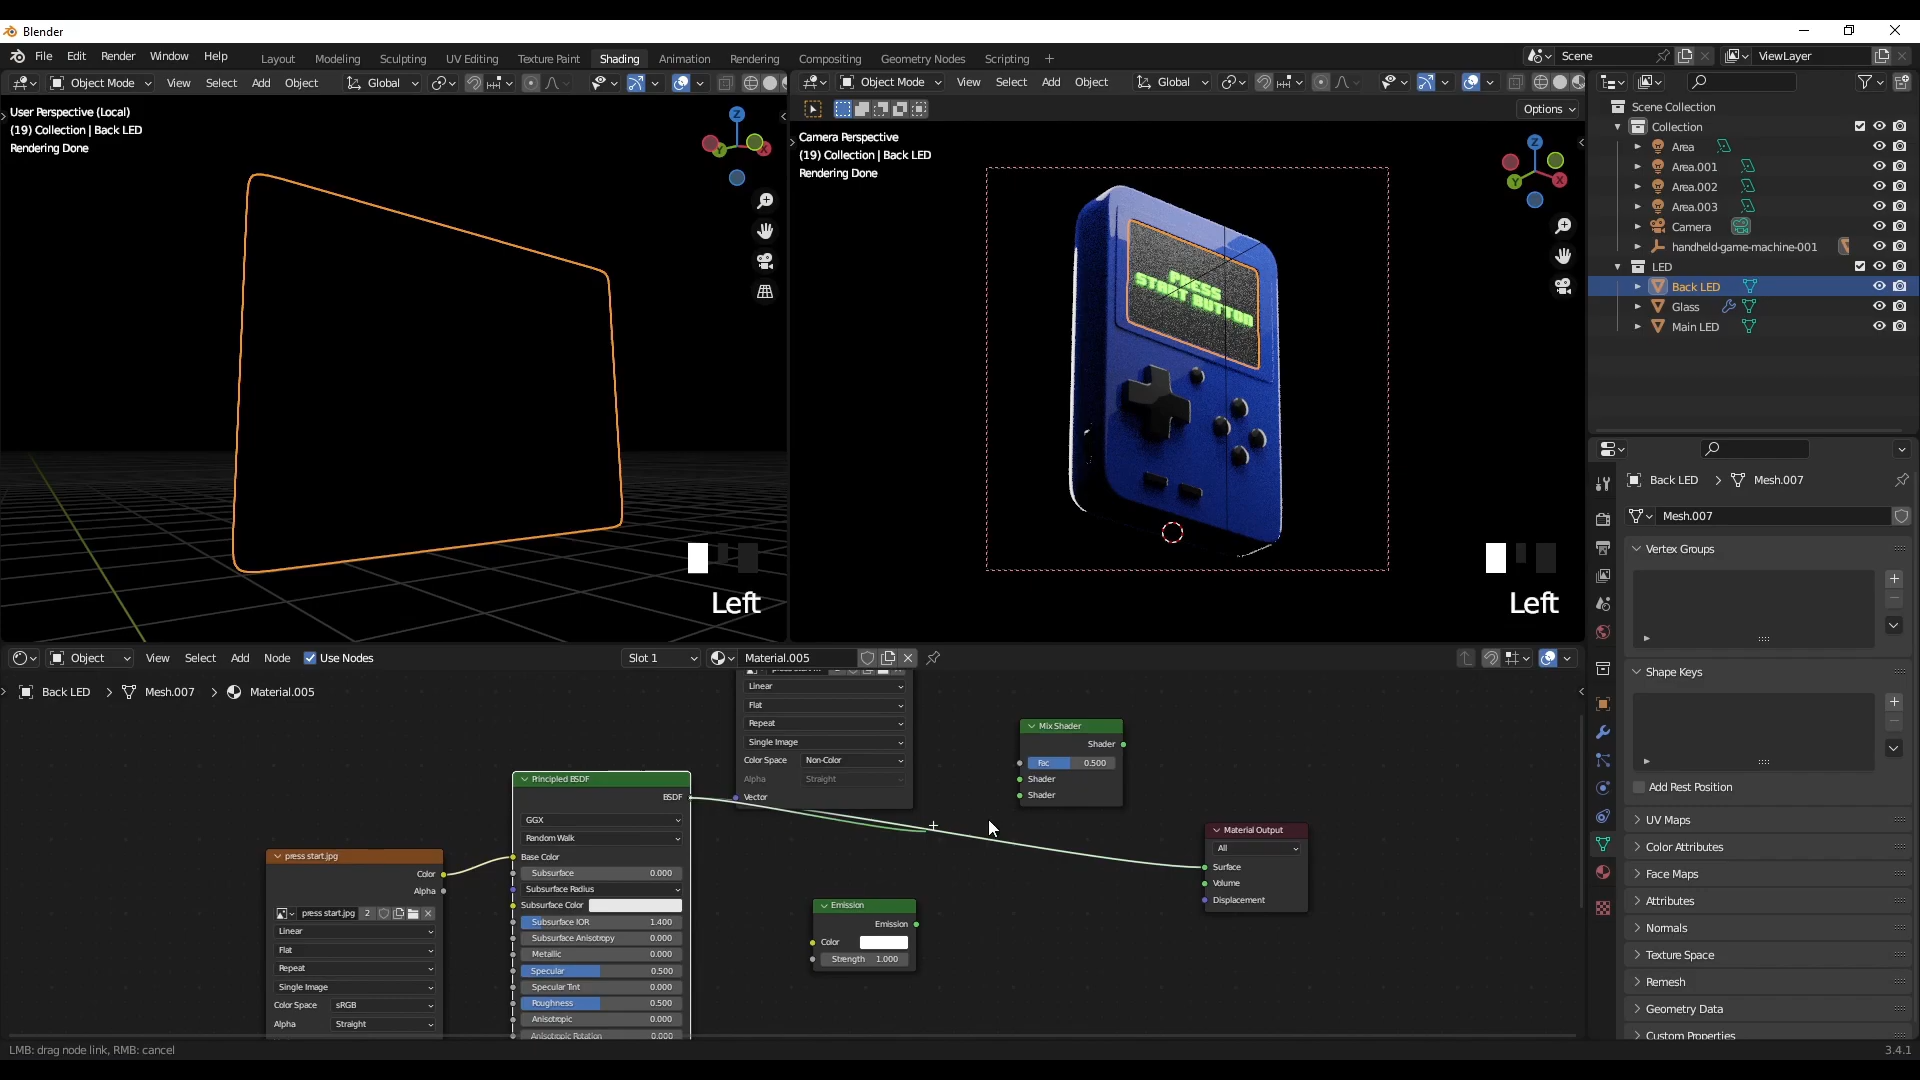 Blender
File Edit Render Window Help Layout Modeling Sculpting UV Editing Texture Paint Shading Animation Rendering Compositing Geometry Nodes Scripting + Scene ViewLayer
Object Mode View Select Add Object Global Object Mode View Select Add Object Global
Options
User Perspective (Local)
(19) Collection | Back LED
Rendering Done
Z
Y
X
Camera Perspective
(19) Collection | Back LED
Rendering Done
Z
Y
X
PRESS
START BUTTON
Left
Left
Scene Collection
Collection
Area
Area.001
Area.002
Area.003
Camera
handheld-game-machine-001
LED
Back LED
Glass
Main LED
Back LED > Mesh.007
Mesh.007
Vertex Groups
Shape Keys
Add Rest Position
UV Maps
Color Attributes
Face Maps
Attributes
Normals
Texture Space
Remesh
Geometry Data
Custom Properties
Object View Select Add Node Use Nodes Slot 1 Material.005
Back LED > Mesh.007 > Material.005
Linear
Flat
Repeat
Single Image
Color Space Non-Color
Alpha Straight
Vector
Mix Shader
Shader
Fac 0.500
Shader
Shader
Principled BSDF
BSDF
GGX
Random Walk
Base Color
Subsurface 0.000
Subsurface Radius
Subsurface Color
Subsurface IOR 1.400
Subsurface Anisotropy 0.000
Metallic 0.000
Specular 0.500
Specular Tint 0.000
Roughness 0.500
Anisotropic 0.000
Anisotropic Rotation 0.000
press start.jpg
Color
Alpha
press start.jpg 2
Linear
Flat
Repeat
Single Image
Color Space sRGB
Alpha Straight
Emission
Emission
Color
Strength 1.000
Material Output
All
Surface
Volume
Displacement
LMB: drag node link, RMB: cancel
3.4.1